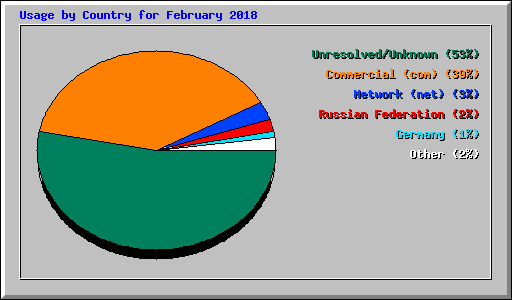 Usage by Country for February 2018
Unresolved/Unknown (53%)
Commercial (com) (39%)
Network (net) (3%)
Russian Federation (2%)
Germany (1%)
Other (2%)